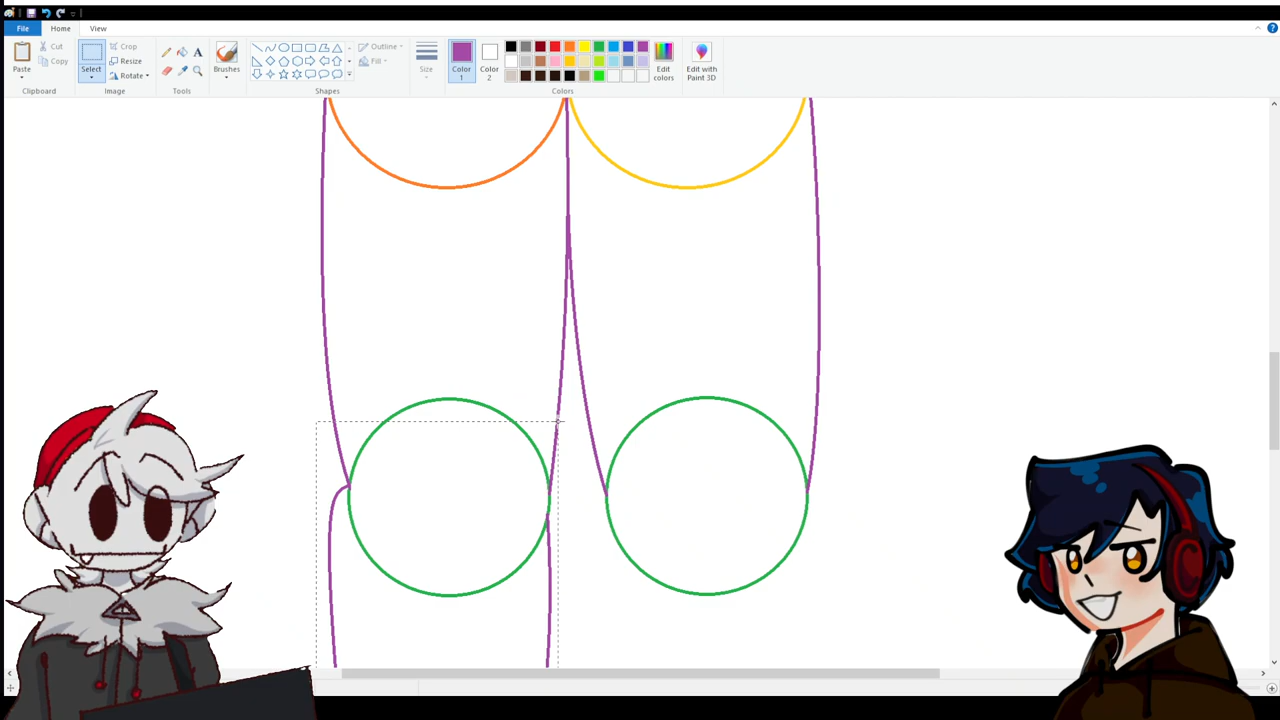 File Home View
Paste Cut Copy Clipboard
Select Crop Resize Rotate Image
A Tools
Brushes
Outline Fill Shapes
Size
Color 1
Color 2
Edit colors
Colors
Edit with Paint 3D